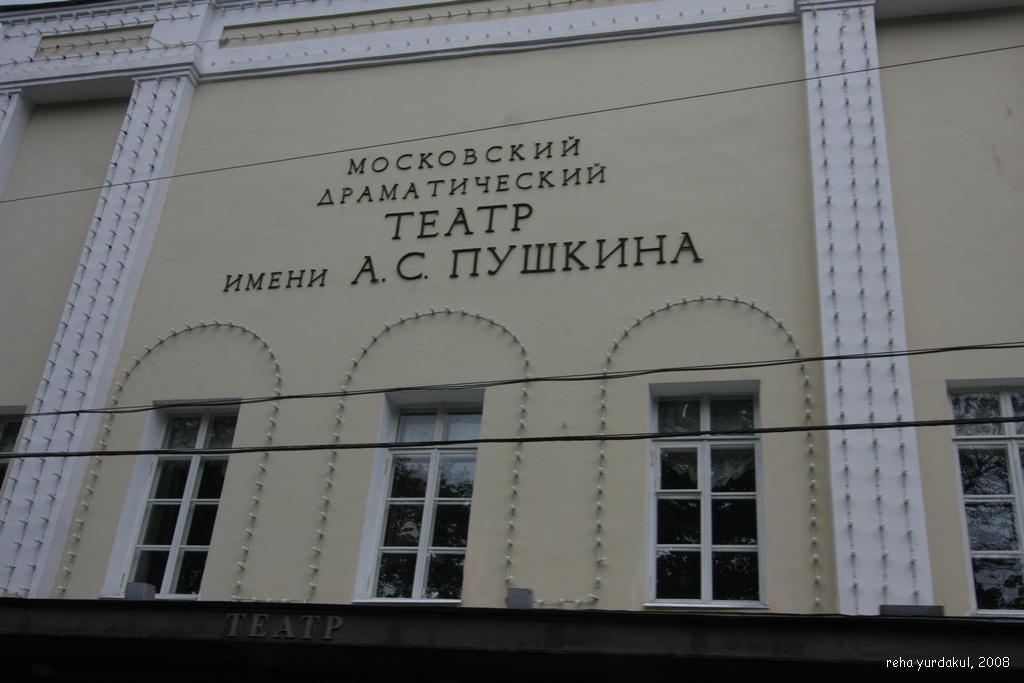 МОСКОВСКИЙ
ДРАМАТИЧЕСКИЙ
ТЕАТР
ИМЕНИ А.С. ПУШКИНА
ТЕАТР
reha yurdakul, 2008